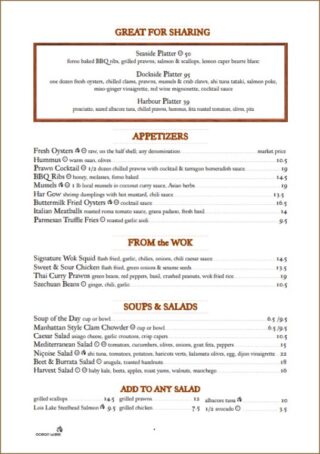 GREAT FOR SHARING
Seaside Platter 50
forno baked BBQ ribs, grilled prawns, salmon & scallops, lemon caper beurre blanc
Dockside Platter 95
one dozen fresh oysters, chilled clams, prawns, mussels & crab claws, ahi tuna tataki, salmon poke,
miso-ginger vinaigrette, red wine mignonette, cocktail sauce
Harbour Platter 39
prosciutto, seared albacore tuna, chilled prawns, hummus, feta roasted tomatoes, olives, pita
APPETIZERS
Fresh Oysters raw, on the half shell, any denomination market price
Hummus warm naan, olives 10.5
Prawn Cocktail 1/2 dozen chilled prawns with cocktail & tarragon horseradish sauce 19
BBQ Ribs honey, molasses, forno baked 14.5
Mussels 1 lb local mussels in coconut curry sauce, Asian herbs 19
Har Gow shrimp dumplings with hot mustard, chili sauce 13.5
Buttermilk Fried Oysters cocktail sauce 16.5
Italian Meatballs roasted roma tomato sauce, grana padano, fresh basil 14
Parmesan Truffle Fries roasted garlic aioli 9.5
FROM the WOK
Signature Wok Squid flash fried, garlic, chilies, onions, chili caesar sauce 14.5
Sweet & Sour Chicken flash fried, green onions & sesame seeds 13.5
Thai Curry Prawns green beans, red peppers, basil, crushed peanuts, wok fried rice 19
Szechuan Beans ginger, chili, garlic 10.5
SOUPS & SALADS
Soup of the Day cup or bowl 6.5 /9.5
Manhattan Style Clam Chowder cup or bowl 6.5 /9.5
Caesar Salad asiago cheese, garlic croutons, crisp capers 10.5
Mediterranean Salad tomatoes, cucumbers, olives, onions, goat feta, peppers 15
Niçoise Salad ahi tuna, tomatoes, potatoes, haricots verts, kalamata olives, egg, dijon vinaigrette 22
Beet & Burrata Salad arugula, toasted hazelnuts 18
Harvest Salad baby kale, beets, apples, roast yams, walnuts, manchego 16
ADD TO ANY SALAD
grilled scallops 14.5 grilled prawns 12 albacore tuna 10
Lois Lake Steelhead Salmon 9.5 grilled chicken 7.5 1/2 avocado 3.5